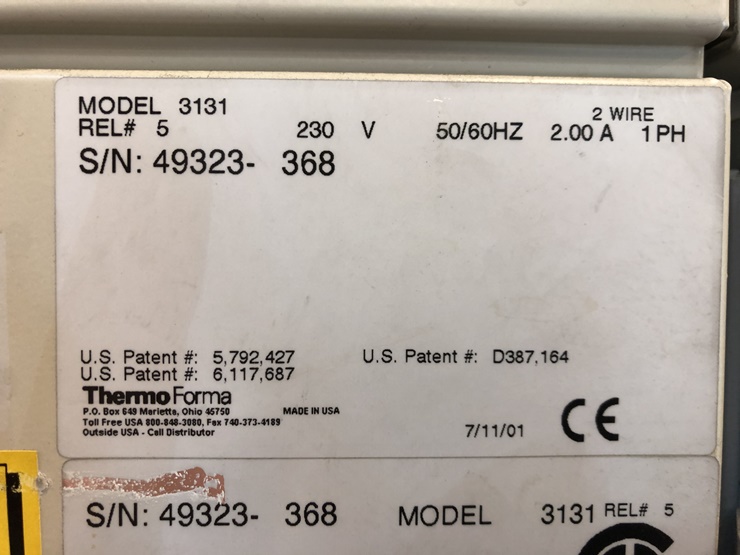 MODEL 3131
2 WIRE
REL# 5 230 V 50/60HZ 2.00 A 1 PH
S/N: 49323- 368
U.S. Patent #: 5,792,427 U.S. Patent #: D387,164
U.S. Patent #: 6,117,687
ThermoForma
P.O. Box 649 Marietta, Ohio 45750 MADE IN USA
Toll Free USA 800-848-3080, Fax 740-373-4189
Outside USA - Call Distributor
7/11/01 CE
S/N: 49323- 368 MODEL 3131 REL# 5